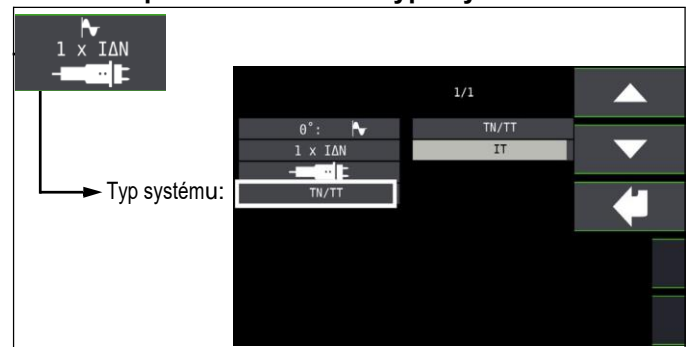 1 x IΔN
1/1
0°:
TN/TT
1 x IΔN
IT
TN/TT
Typ systému: